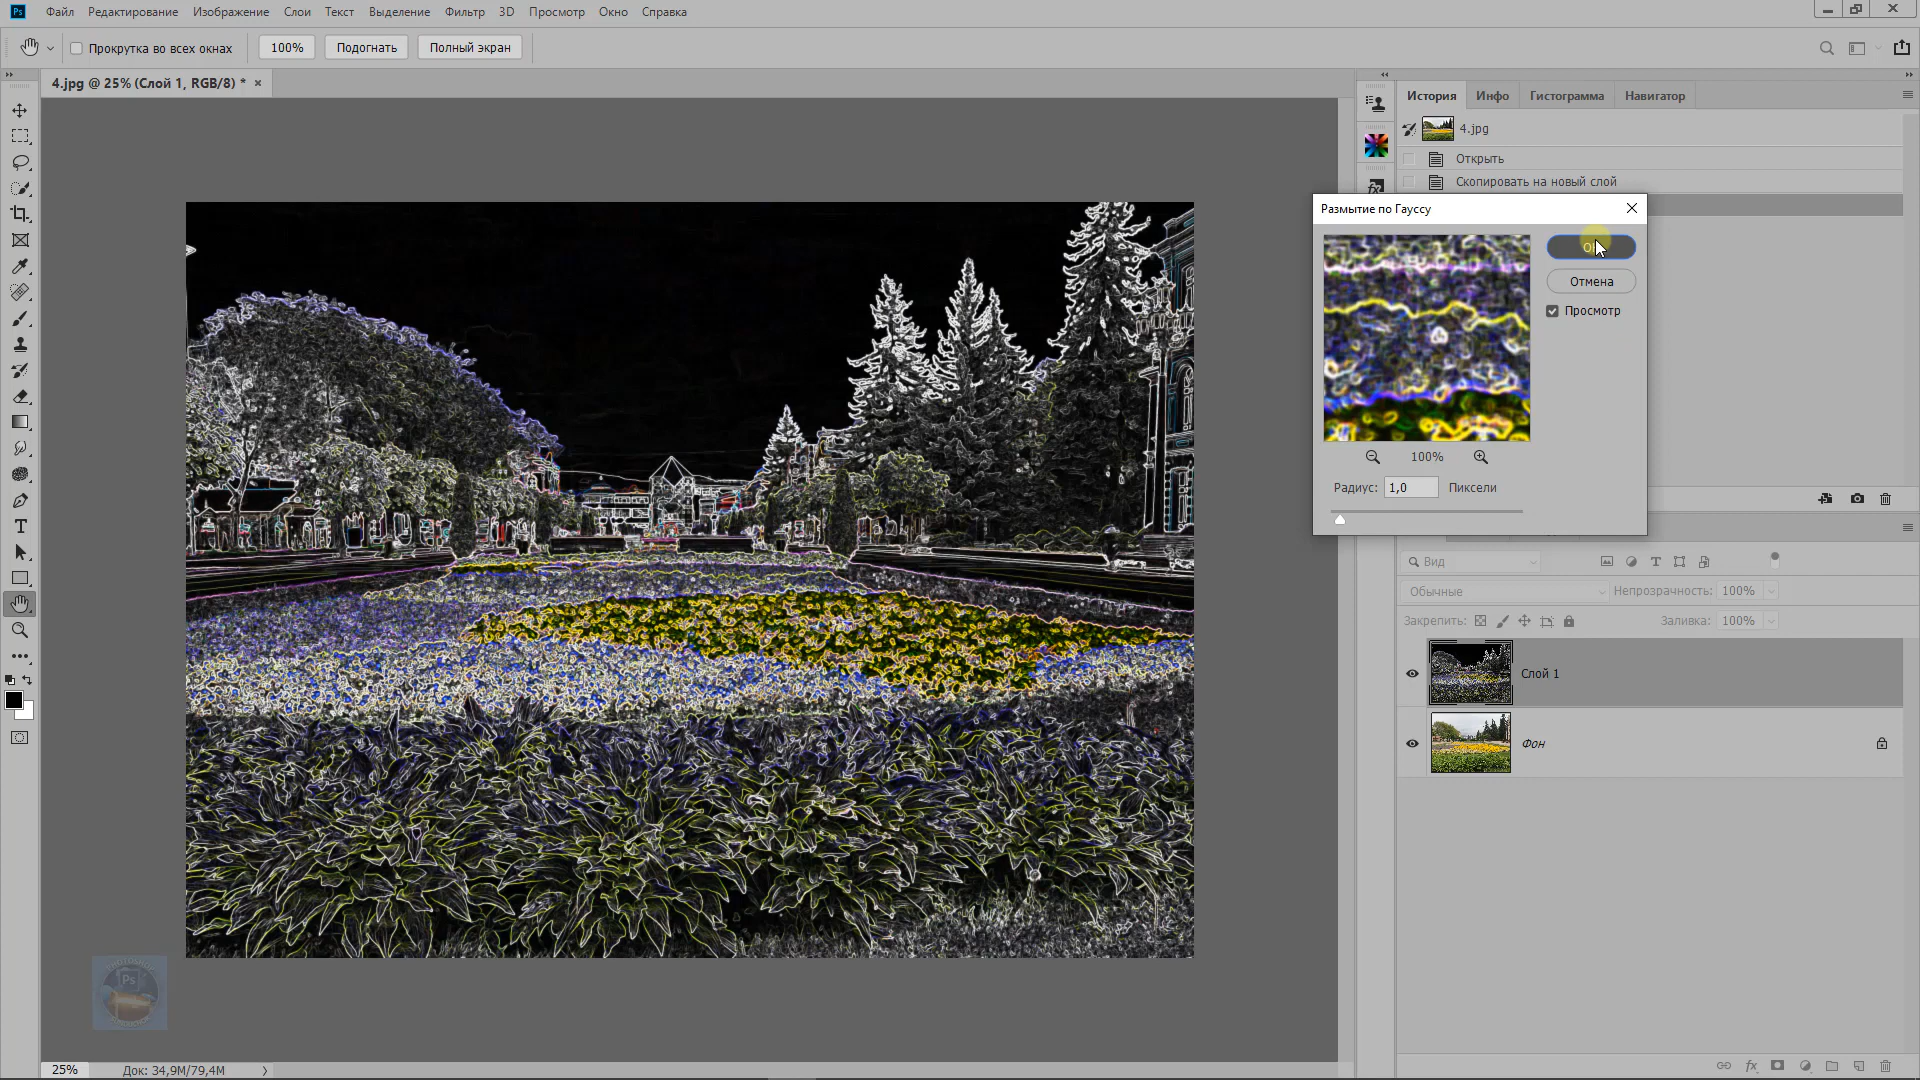 Ps Файл Редактирование Изображение Слои Текст Выделение Фильтр 3D Просмотр Окно Справка
Прокрутка во всех окнах 100% Подогнать Полный экран
4.jpg @ 25% (Слой 1, RGB/8) * ×
История Инфо Гистограмма Навигатор
4.jpg
Открыть
Скопировать на новый слой
Размытие по Гауссу
Отмена
Просмотр
100%
Радиус: 1,0 Пиксели
Вид
Обычные Непрозрачность: 100%
Закрепить: Заливка: 100%
Слой 1
Фон
Ps
25% Док: 34,9M/79,4M